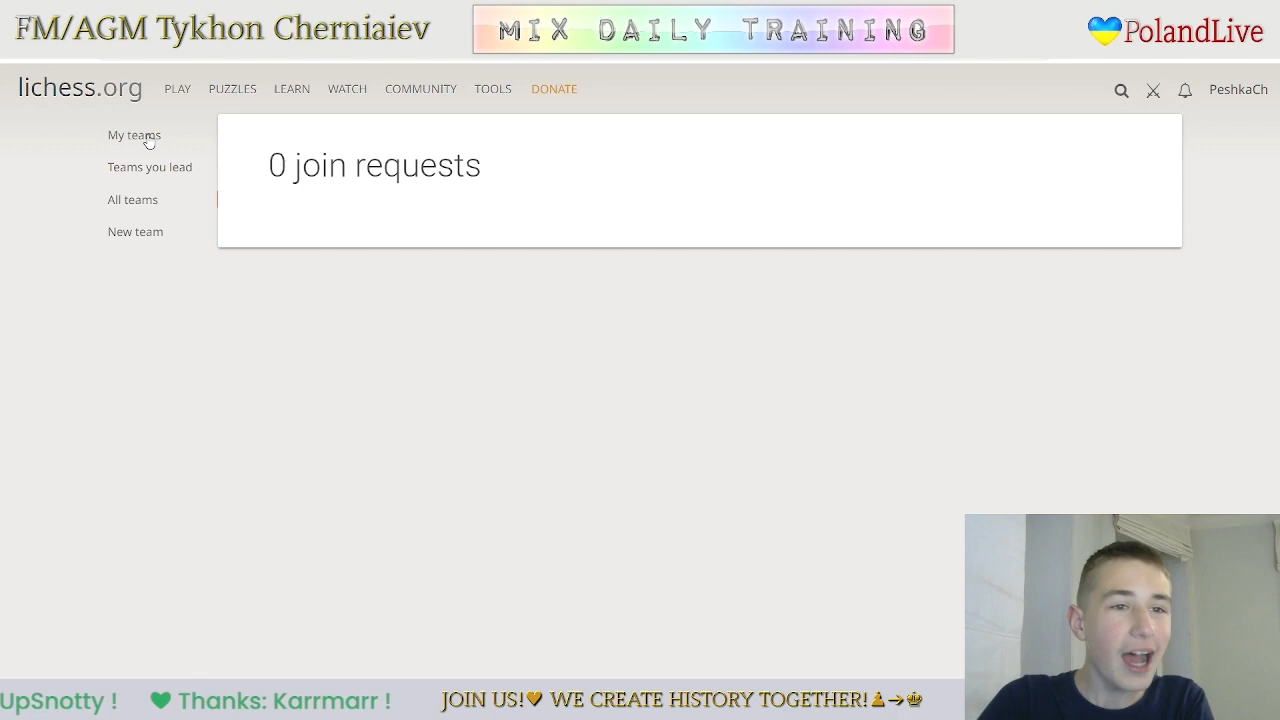 FM/AGM Tykhon Cherniaiev
MIX DAILY TRAINING
PolandLive
lichess.org PLAY PUZZLES LEARN WATCH COMMUNITY TOOLS DONATE PeshkaCh
My teams
Teams you lead
All teams
New team
0 join requests
UpSnotty ! Thanks: Karrmarr !
JOIN US! WE CREATE HISTORY TOGETHER!